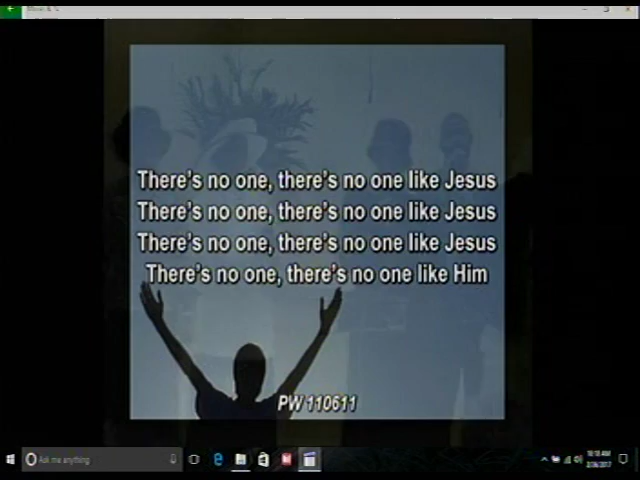 There's no one, there's no one like Jesus
There's no one, there's no one like Jesus
There's no one, there's no one like Jesus
There's no one, there's no one like Him
PW 110611
Ask me anything